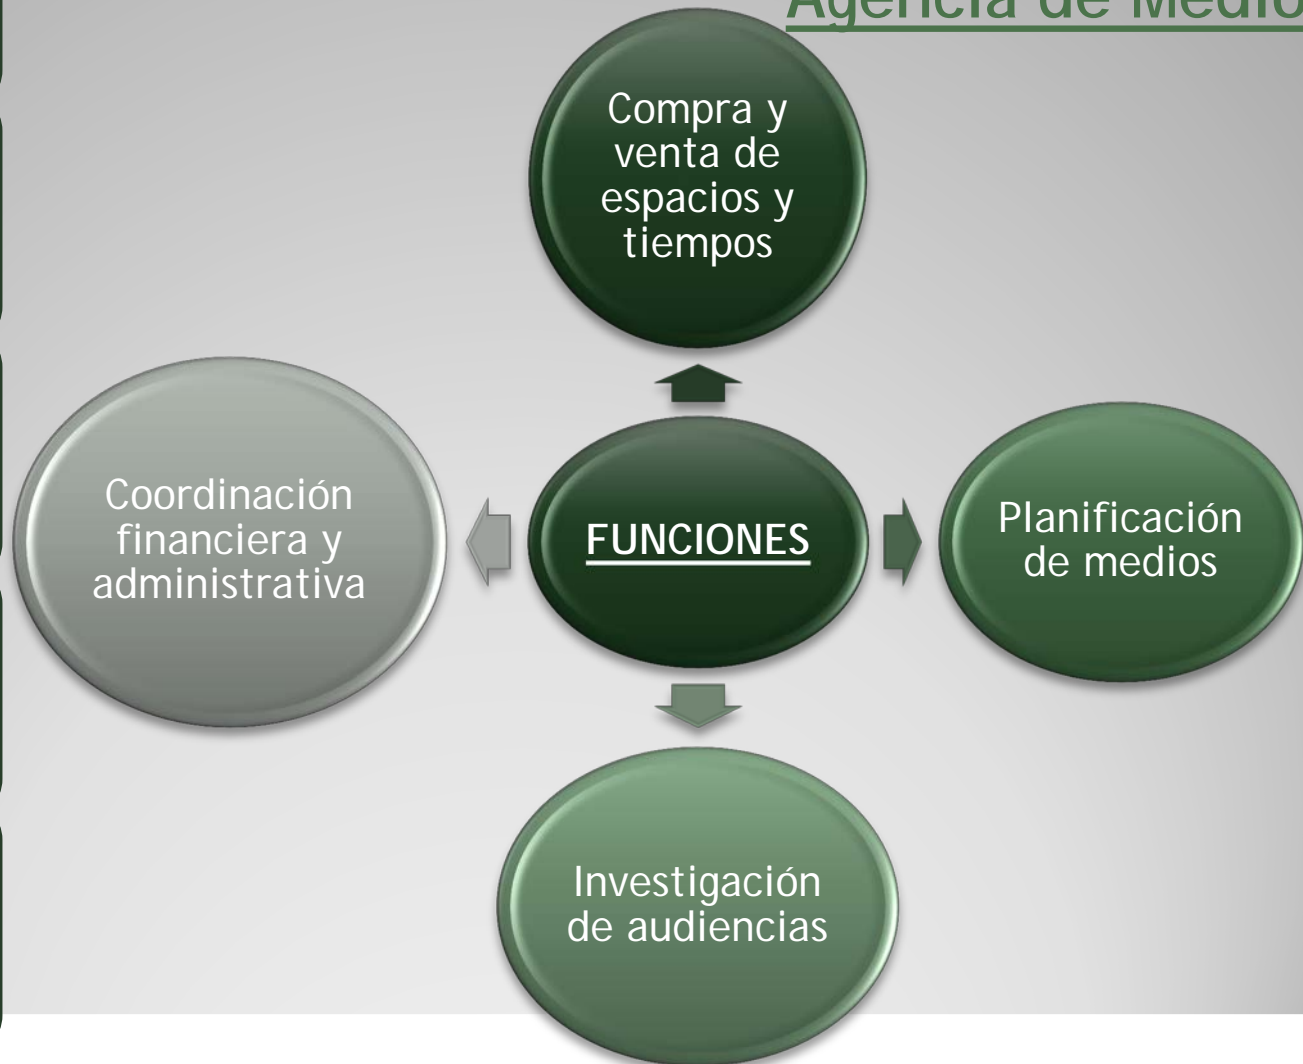 Agencia de Medio
Compra y
venta de
espacios y
tiempos
Coordinación
financiera y
administrativa
FUNCIONES
Planificación
de medios
Investigación
de audiencias